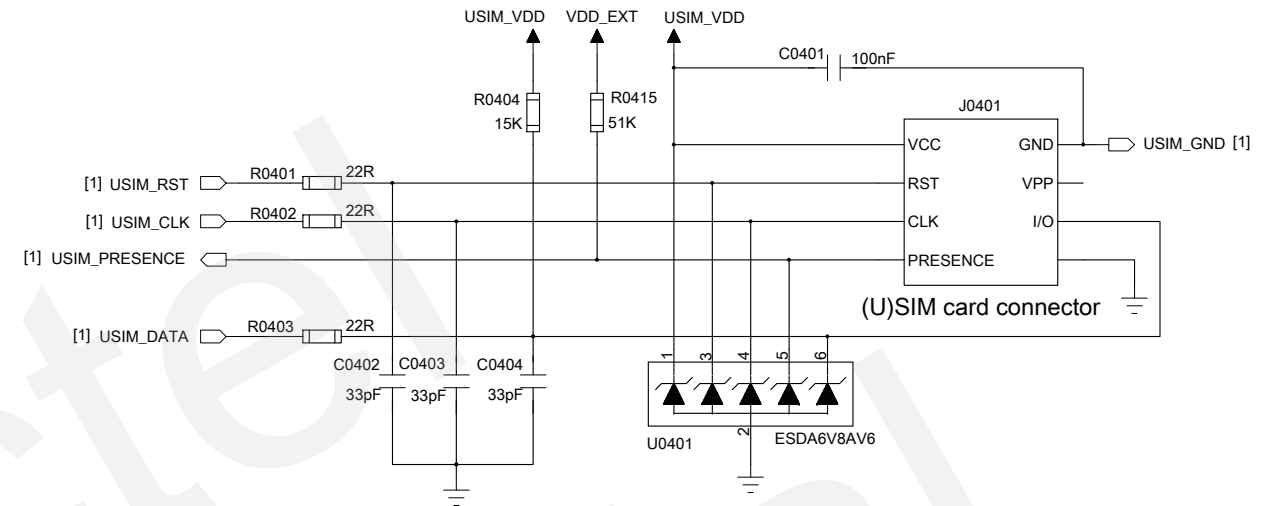 USIM_VDD VDD_EXT USIM_VDD
C0401 100nF
R0404 15K
R0415 51K
J0401
VCC GND USIM_GND [1]
[1] USIM_RST R0401 22R RST VPP
[1] USIM_CLK R0402 22R CLK I/O
[1] USIM_PRESENCE PRESENCE
(U)SIM card connector
[1] USIM_DATA R0403 22R
C0402 33pF
C0403 33pF
C0404 33pF
1 3 4 5 6
2
U0401 ESDA6V8AV6